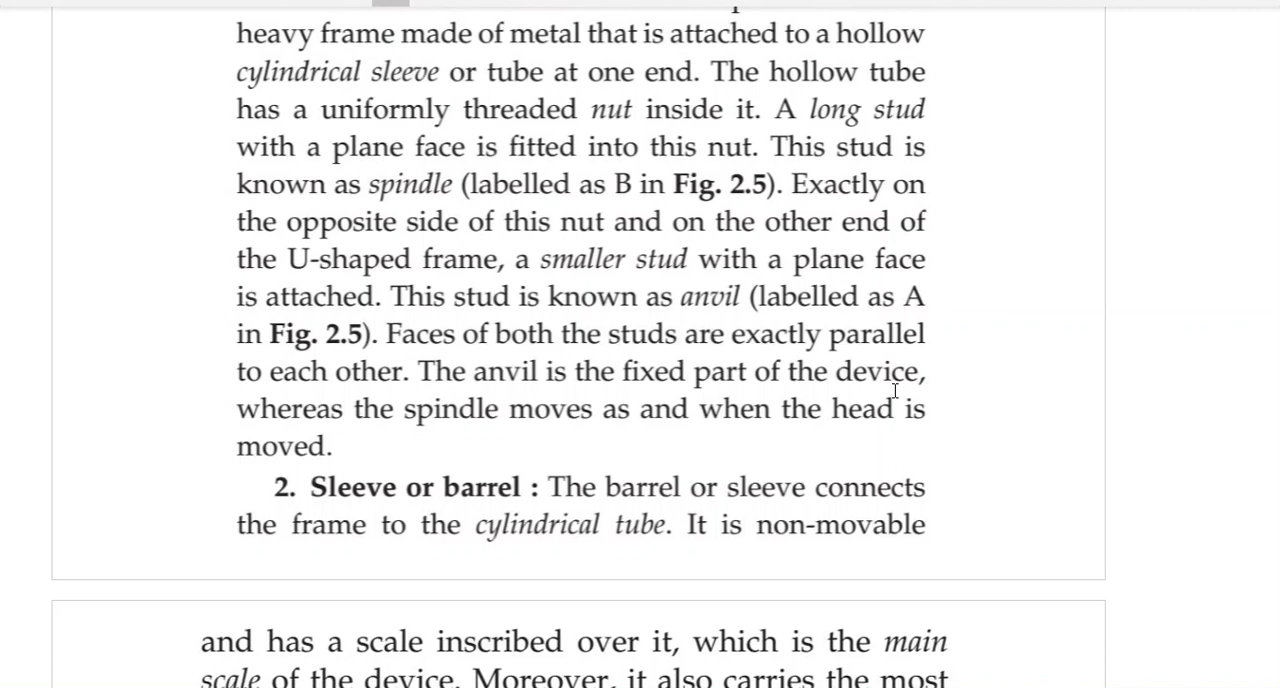 heavy frame made of metal that is attached to a hollow
cylindrical sleeve or tube at one end. The hollow tube
has a uniformly threaded nut inside it. A long stud
with a plane face is fitted into this nut. This stud is
known as spindle (labelled as B in Fig. 2.5). Exactly on
the opposite side of this nut and on the other end of
the U-shaped frame, a smaller stud with a plane face
is attached. This stud is known as anvil (labelled as A
in Fig. 2.5). Faces of both the studs are exactly parallel
to each other. The anvil is the fixed part of the device,
whereas the spindle moves as and when the head is
moved.
2. Sleeve or barrel : The barrel or sleeve connects
the frame to the cylindrical tube. It is non-movable
and has a scale inscribed over it, which is the main
scale of the device. Moreover, it also carries the most